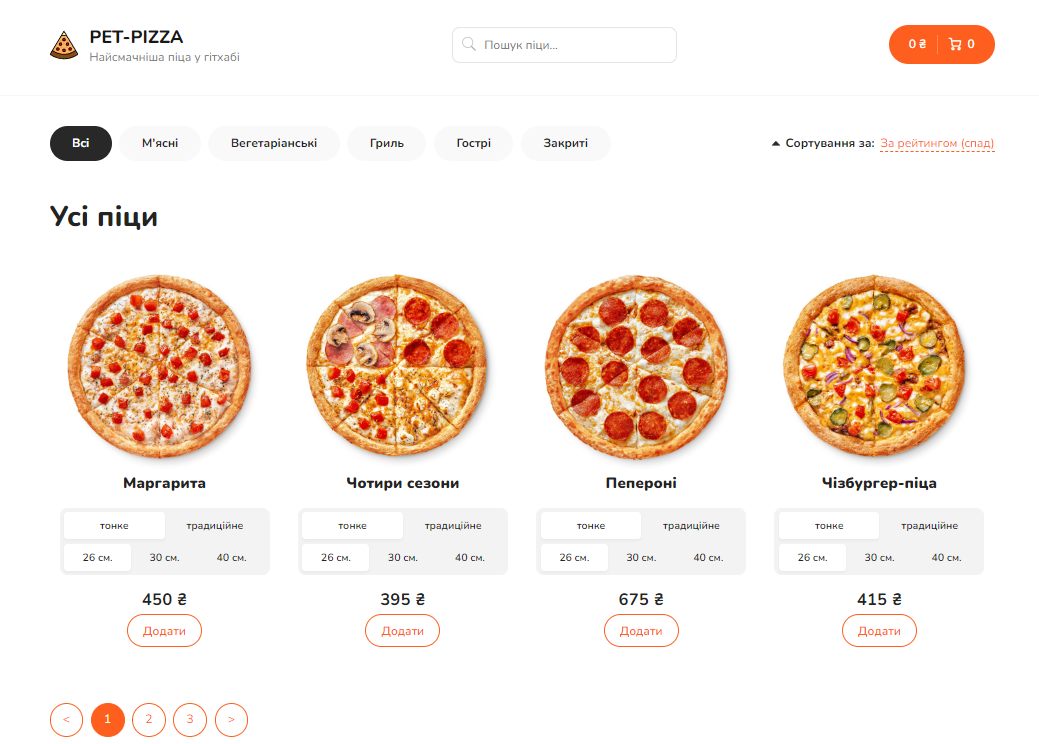 PET-PIZZA
Найсмачніша піца у гітхабі
Пошук піци...
0 ₴ 0
Всі М'ясні Вегетаріанські Гриль Гострі Закриті
Сортування за: За рейтингом (спад)
Усі піци
Маргарита Чотири сезони Пепероні Чізбургер-піца
тонке традиційне тонке традиційне тонке традиційне тонке традиційне
26 см. 30 см. 40 см. 26 см. 30 см. 40 см. 26 см. 30 см. 40 см. 26 см. 30 см. 40 см.
450 ₴ 395 ₴ 675 ₴ 415 ₴
Додати Додати Додати Додати
< 1 2 3 >